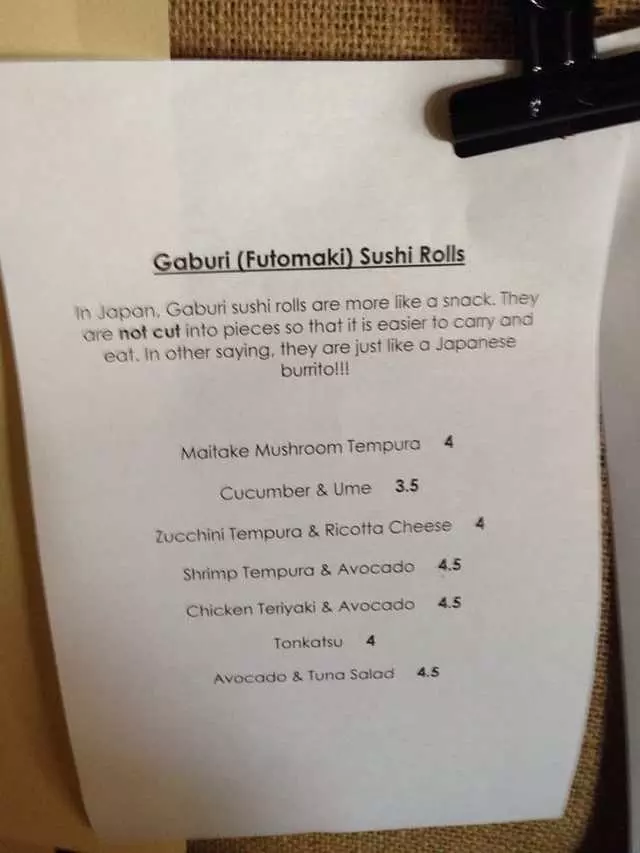 Gaburi (Futomaki) Sushi Rolls
In Japan, Gaburi sushi rolls are more like a snack. They
are not cut into pieces so that it is easier to carry and
eat. In other saying, they are just like a Japanese
burrito!!!
Maitake Mushroom Tempura 4
Cucumber & Ume 3.5
Zucchini Tempura & Ricotta Cheese 4
Shrimp Tempura & Avocado 4.5
Chicken Teriyaki & Avocado 4.5
Tonkatsu 4
Avocado & Tuna Salad 4.5